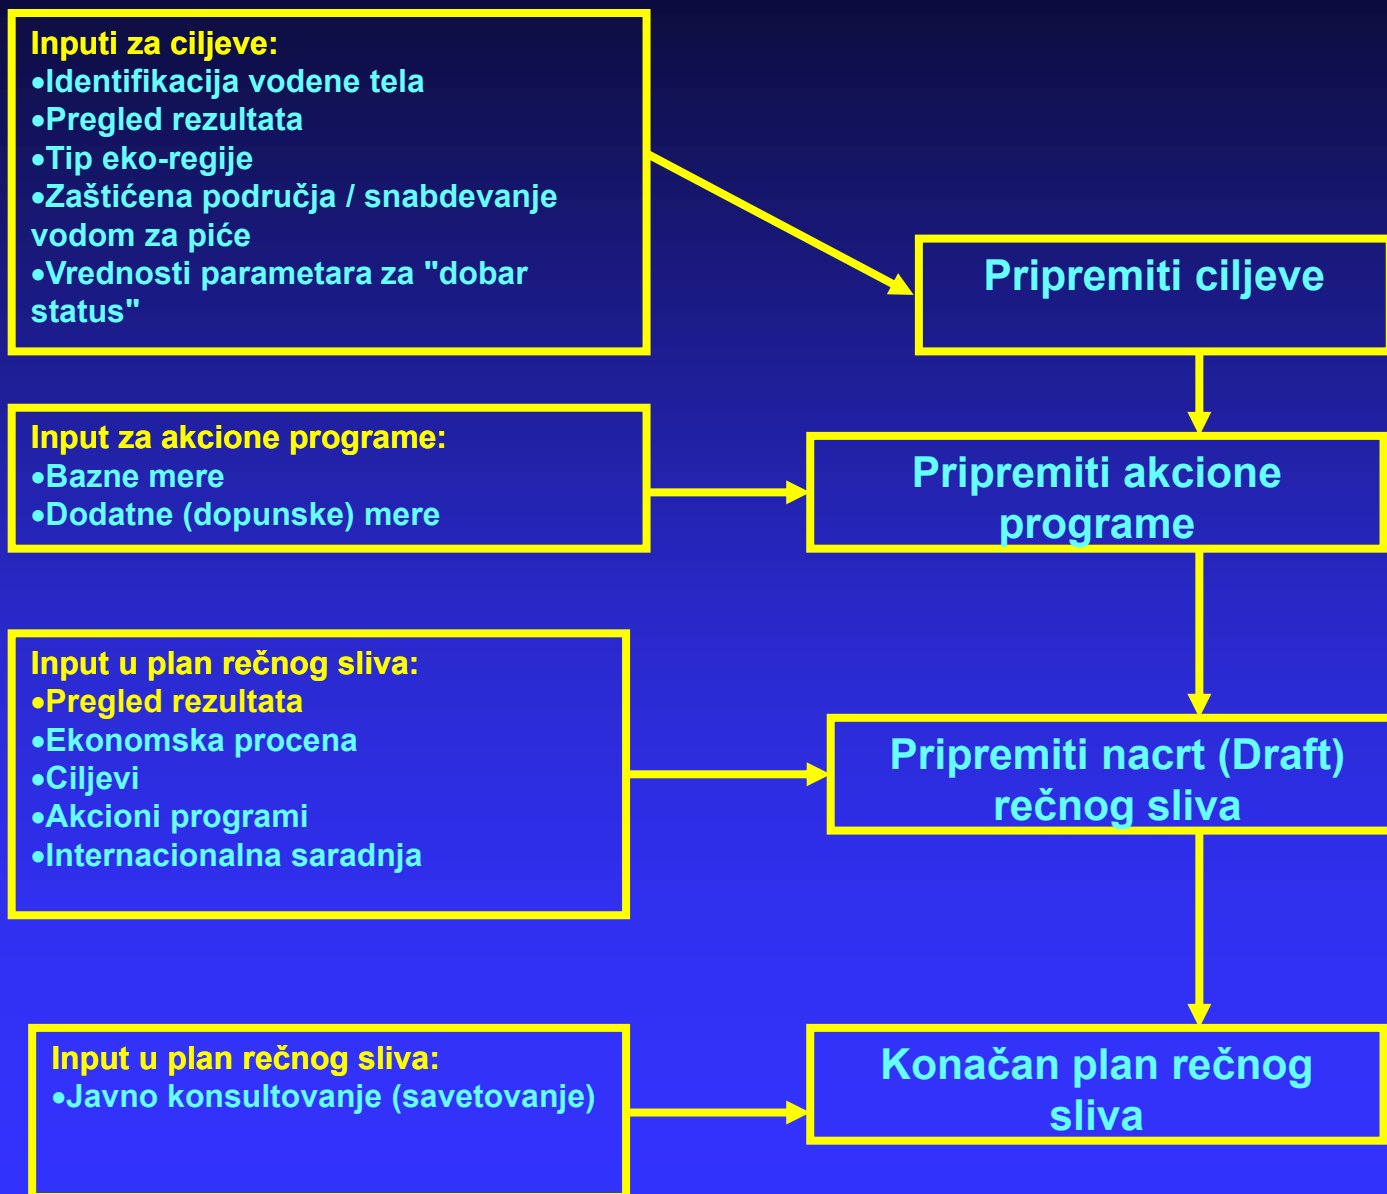 Inputi za ciljeve:
•Identifikacija vodene tela
•Pregled rezultata
•Tip eko-regije
•Zaštićena područja / snabdevanje
vodom za piće
•Vrednosti parametara za "dobar
status"
Pripremiti ciljeve
Input za akcione programe:
•Bazne mere
•Dodatne (dopunske) mere
Pripremiti akcione
programe
Input u plan rečnog sliva:
•Pregled rezultata
•Ekonomska procena
•Ciljevi
•Akcioni programi
•Internacionalna saradnja
Pripremiti nacrt (Draft)
rečnog sliva
Input u plan rečnog sliva:
•Javno konsultovanje (savetovanje)
Konačan plan rečnog
sliva